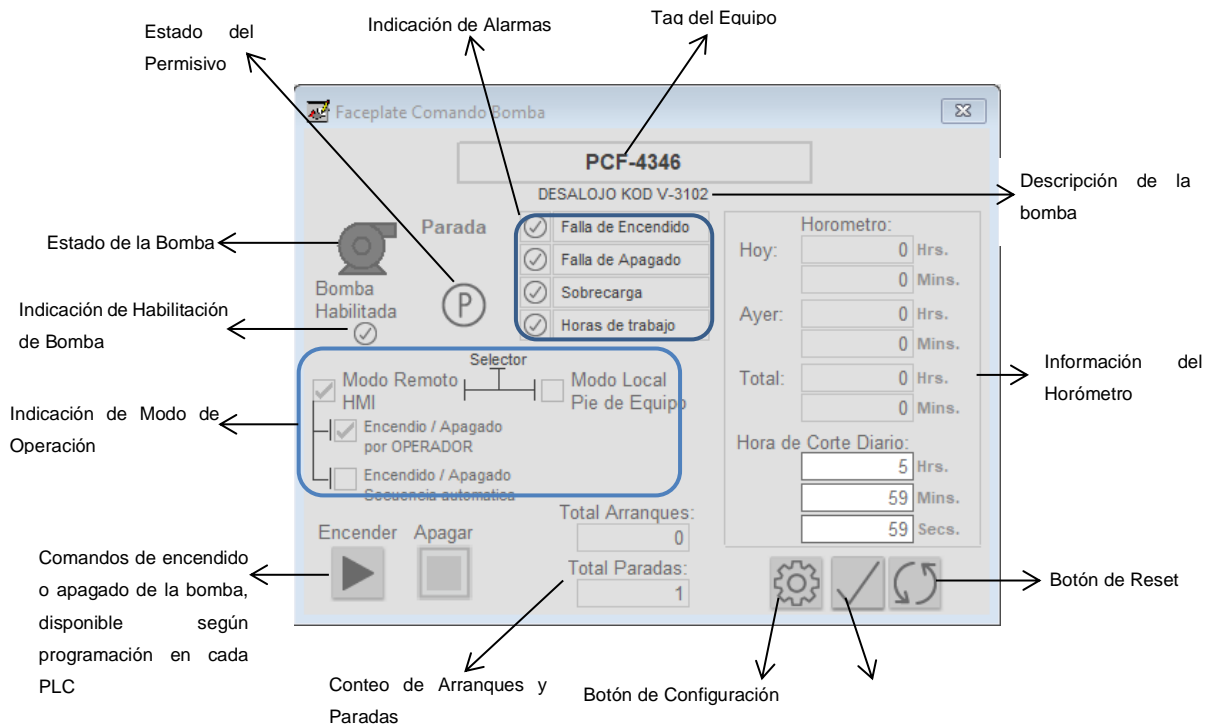 Estado del
Permisivo
Indicación de Alarmas
Tag del Equipo
Faceplate Comando Bomba
PCF-4346
DESALOJO KOD V-3102
Descripción de la
bomba
Estado de la Bomba
Parada
Bomba
Habilitada
P
Falla de Encendido
Falla de Apagado
Sobrecarga
Horas de trabajo
Indicación de Habilitación
de Bomba
Horometro:
Hoy: 0 Hrs.
0 Mins.
Ayer: 0 Hrs.
0 Mins.
Total: 0 Hrs.
0 Mins.
Información del
Horómetro
Selector
Modo Remoto
HMI
Modo Local
Pie de Equipo
Encendio / Apagado
por OPERADOR
Encendido / Apagado
Secuencia automatica
Indicación de Modo de
Operación
Hora de Corte Diario:
5 Hrs.
59 Mins.
59 Secs.
Encender
Apagar
Total Arranques:
0
Total Paradas:
1
Comandos de encendido
o apagado de la bomba,
disponible según
programación en cada
PLC
Botón de Reset
Conteo de Arranques y
Paradas
Botón de Configuración